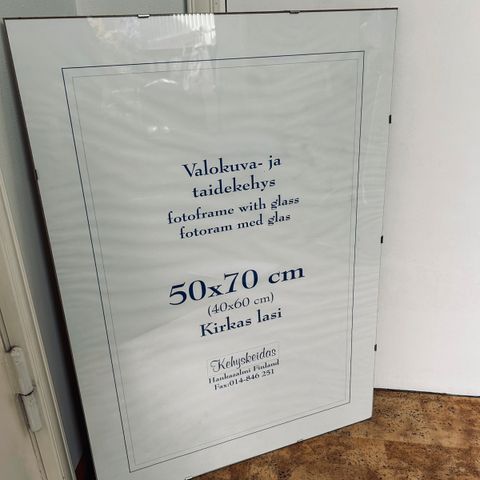 Valokuva- ja
taidekehys
fotoframe with glass
fotoram med glas
50x70 cm
(40x60 cm)
Kirkas lasi
Kehyskeidas
Hankasalmi Finland
Fax:014-846 251